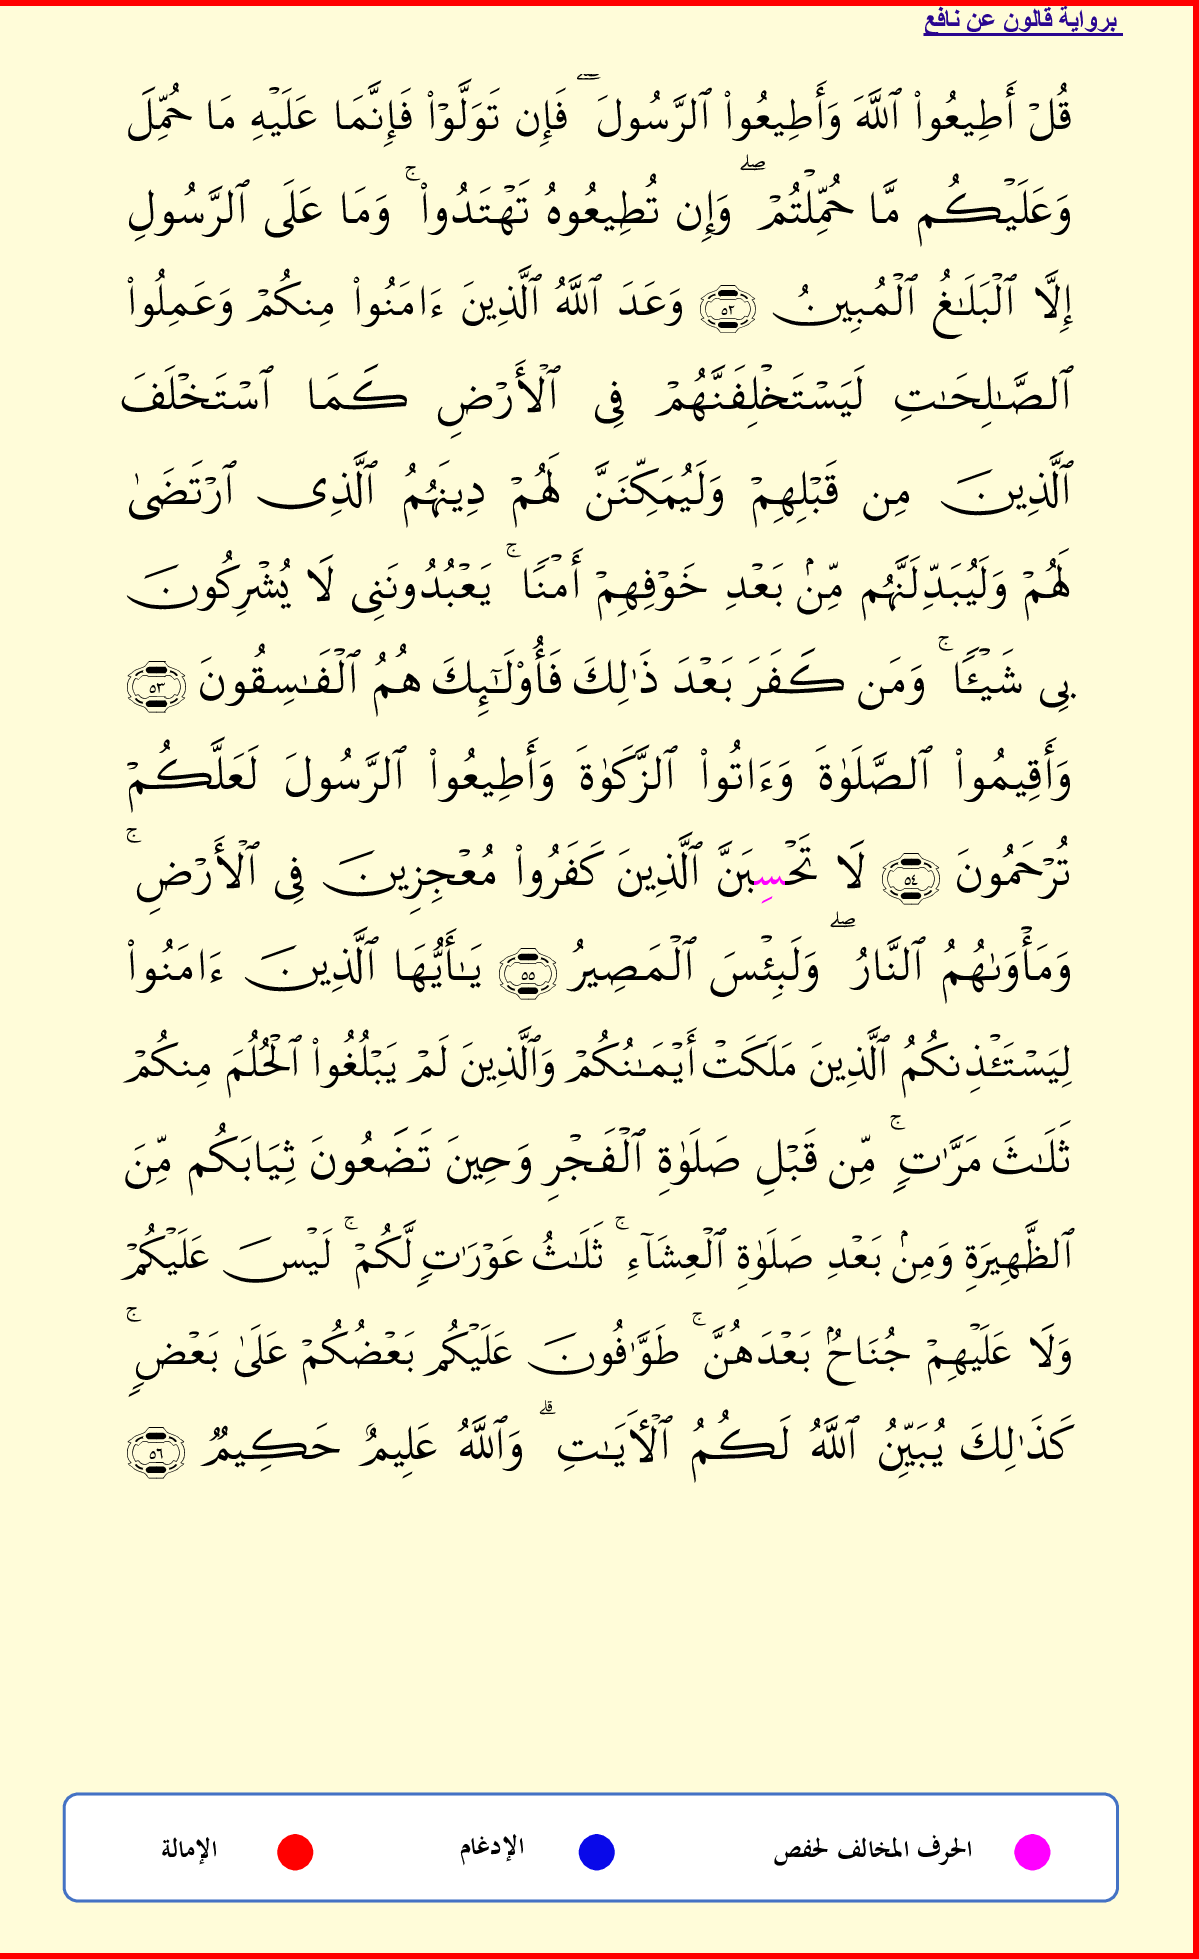 برواية قالون عن نافع
قُلۡ أَطِيعُواْ ٱللَّهَ وَأَطِيعُواْ ٱلرَّسُولَۖ فَإِن تَوَلَّوۡاْ فَإِنَّمَا عَلَيۡهِ مَا حُمِّلَ
وَعَلَيۡكُم مَّا حُمِّلۡتُمۡۖ وَإِن تُطِيعُوهُ تَهۡتَدُواْۚ وَمَا عَلَى ٱلرَّسُولِ
إِلَّا ٱلۡبَلَٰغُ ٱلۡمُبِينُ ٥٢ وَعَدَ ٱللَّهُ ٱلَّذِينَ ءَامَنُواْ مِنكُمۡ وَعَمِلُواْ
ٱلصَّٰلِحَٰتِ لَيَسۡتَخۡلِفَنَّهُمۡ فِي ٱلۡأَرۡضِ كَمَا ٱسۡتَخۡلَفَ
ٱلَّذِينَ مِن قَبۡلِهِمۡ وَلَيُمَكِّنَنَّ لَهُمۡ دِينَهُمُ ٱلَّذِي ٱرۡتَضَىٰ
لَهُمۡ وَلَيُبَدِّلَنَّهُم مِّنۢ بَعۡدِ خَوۡفِهِمۡ أَمۡنٗاۚ يَعۡبُدُونَنِي لَا يُشۡرِكُونَ
بِي شَيۡـٔٗاۚ وَمَن كَفَرَ بَعۡدَ ذَٰلِكَ فَأُوْلَٰٓئِكَ هُمُ ٱلۡفَٰسِقُونَ ٥٣
وَأَقِيمُواْ ٱلصَّلَوٰةَ وَءَاتُواْ ٱلزَّكَوٰةَ وَأَطِيعُواْ ٱلرَّسُولَ لَعَلَّكُمۡ
تُرۡحَمُونَ ٥٤ لَا تَحۡسِبَنَّ ٱلَّذِينَ كَفَرُواْ مُعۡجِزِينَ فِي ٱلۡأَرۡضِۚ
وَمَأۡوَىٰهُمُ ٱلنَّارُۖ وَلَبِئۡسَ ٱلۡمَصِيرُ ٥٥ يَٰٓأَيُّهَا ٱلَّذِينَ ءَامَنُواْ
لِيَسۡتَـٔۡذِنكُمُ ٱلَّذِينَ مَلَكَتۡ أَيۡمَٰنُكُمۡ وَٱلَّذِينَ لَمۡ يَبۡلُغُواْ ٱلۡحُلُمَ مِنكُمۡ
ثَلَٰثَ مَرَّٰتٖۚ مِّن قَبۡلِ صَلَوٰةِ ٱلۡفَجۡرِ وَحِينَ تَضَعُونَ ثِيَابَكُم مِّنَ
ٱلظَّهِيرَةِ وَمِنۢ بَعۡدِ صَلَوٰةِ ٱلۡعِشَآءِۚ ثَلَٰثُ عَوۡرَٰتٖ لَّكُمۡۚ لَيۡسَ عَلَيۡكُمۡ
وَلَا عَلَيۡهِمۡ جُنَاحُۢ بَعۡدَهُنَّۚ طَوَّٰفُونَ عَلَيۡكُم بَعۡضُكُمۡ عَلَىٰ بَعۡضٖۚ
كَذَٰلِكَ يُبَيِّنُ ٱللَّهُ لَكُمُ ٱلۡأٓيَٰتِۗ وَٱللَّهُ عَلِيمٌ حَكِيمٞ ٥٦
الحرف المخالف لحفص الإدغام الإمالة